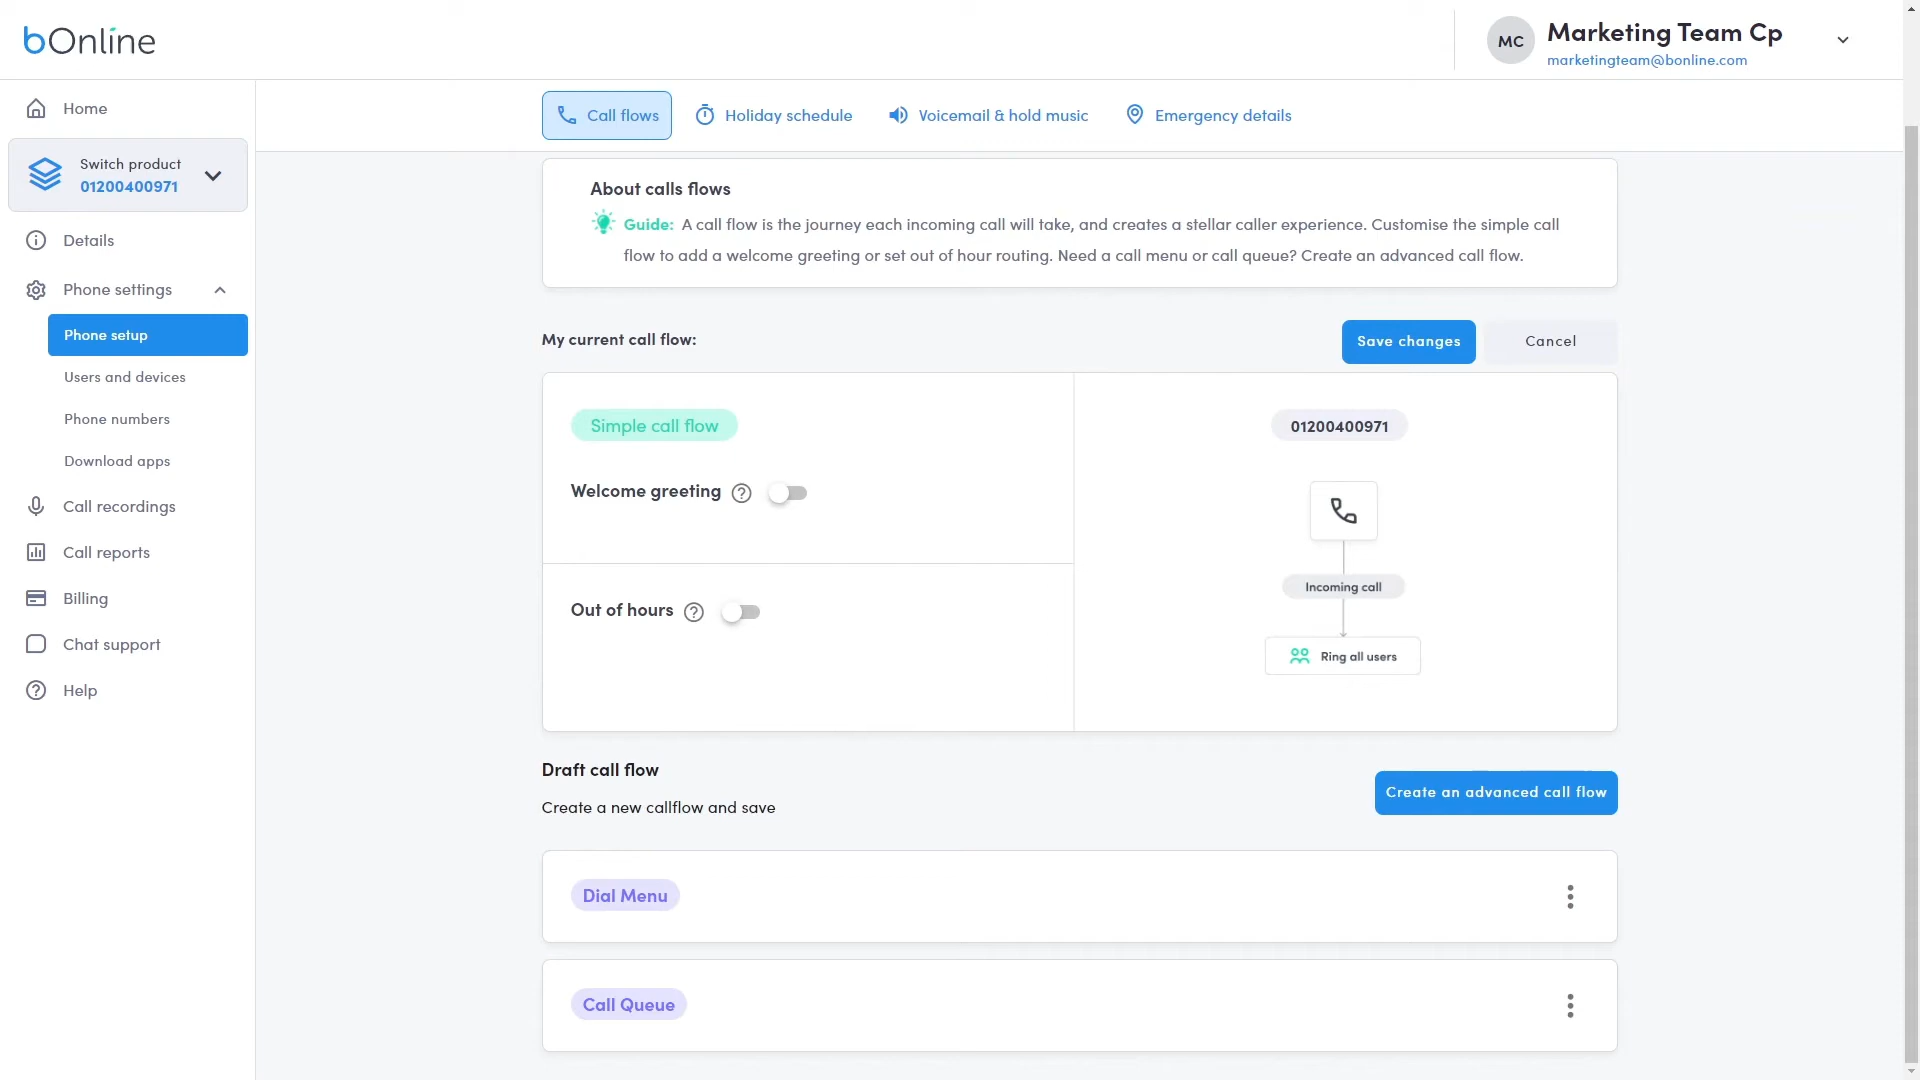 bOnline
MC
Marketing Team Cp
marketingteam@bonline.com
Home
Switch product
01200400971
Details
Phone settings
Phone setup
Users and devices
Phone numbers
Download apps
Call recordings
Call reports
Billing
Chat support
Help
Call flows
Holiday schedule
Voicemail & hold music
Emergency details
About calls flows
Guide: A call flow is the journey each incoming call will take, and creates a stellar caller experience. Customise the simple call
flow to add a welcome greeting or set out of hour routing. Need a call menu or call queue? Create an advanced call flow.
My current call flow:
Save changes
Cancel
Simple call flow
Welcome greeting
Out of hours
01200400971
Incoming call
Ring all users
Draft call flow
Create a new callflow and save
Create an advanced call flow
Dial Menu
Call Queue